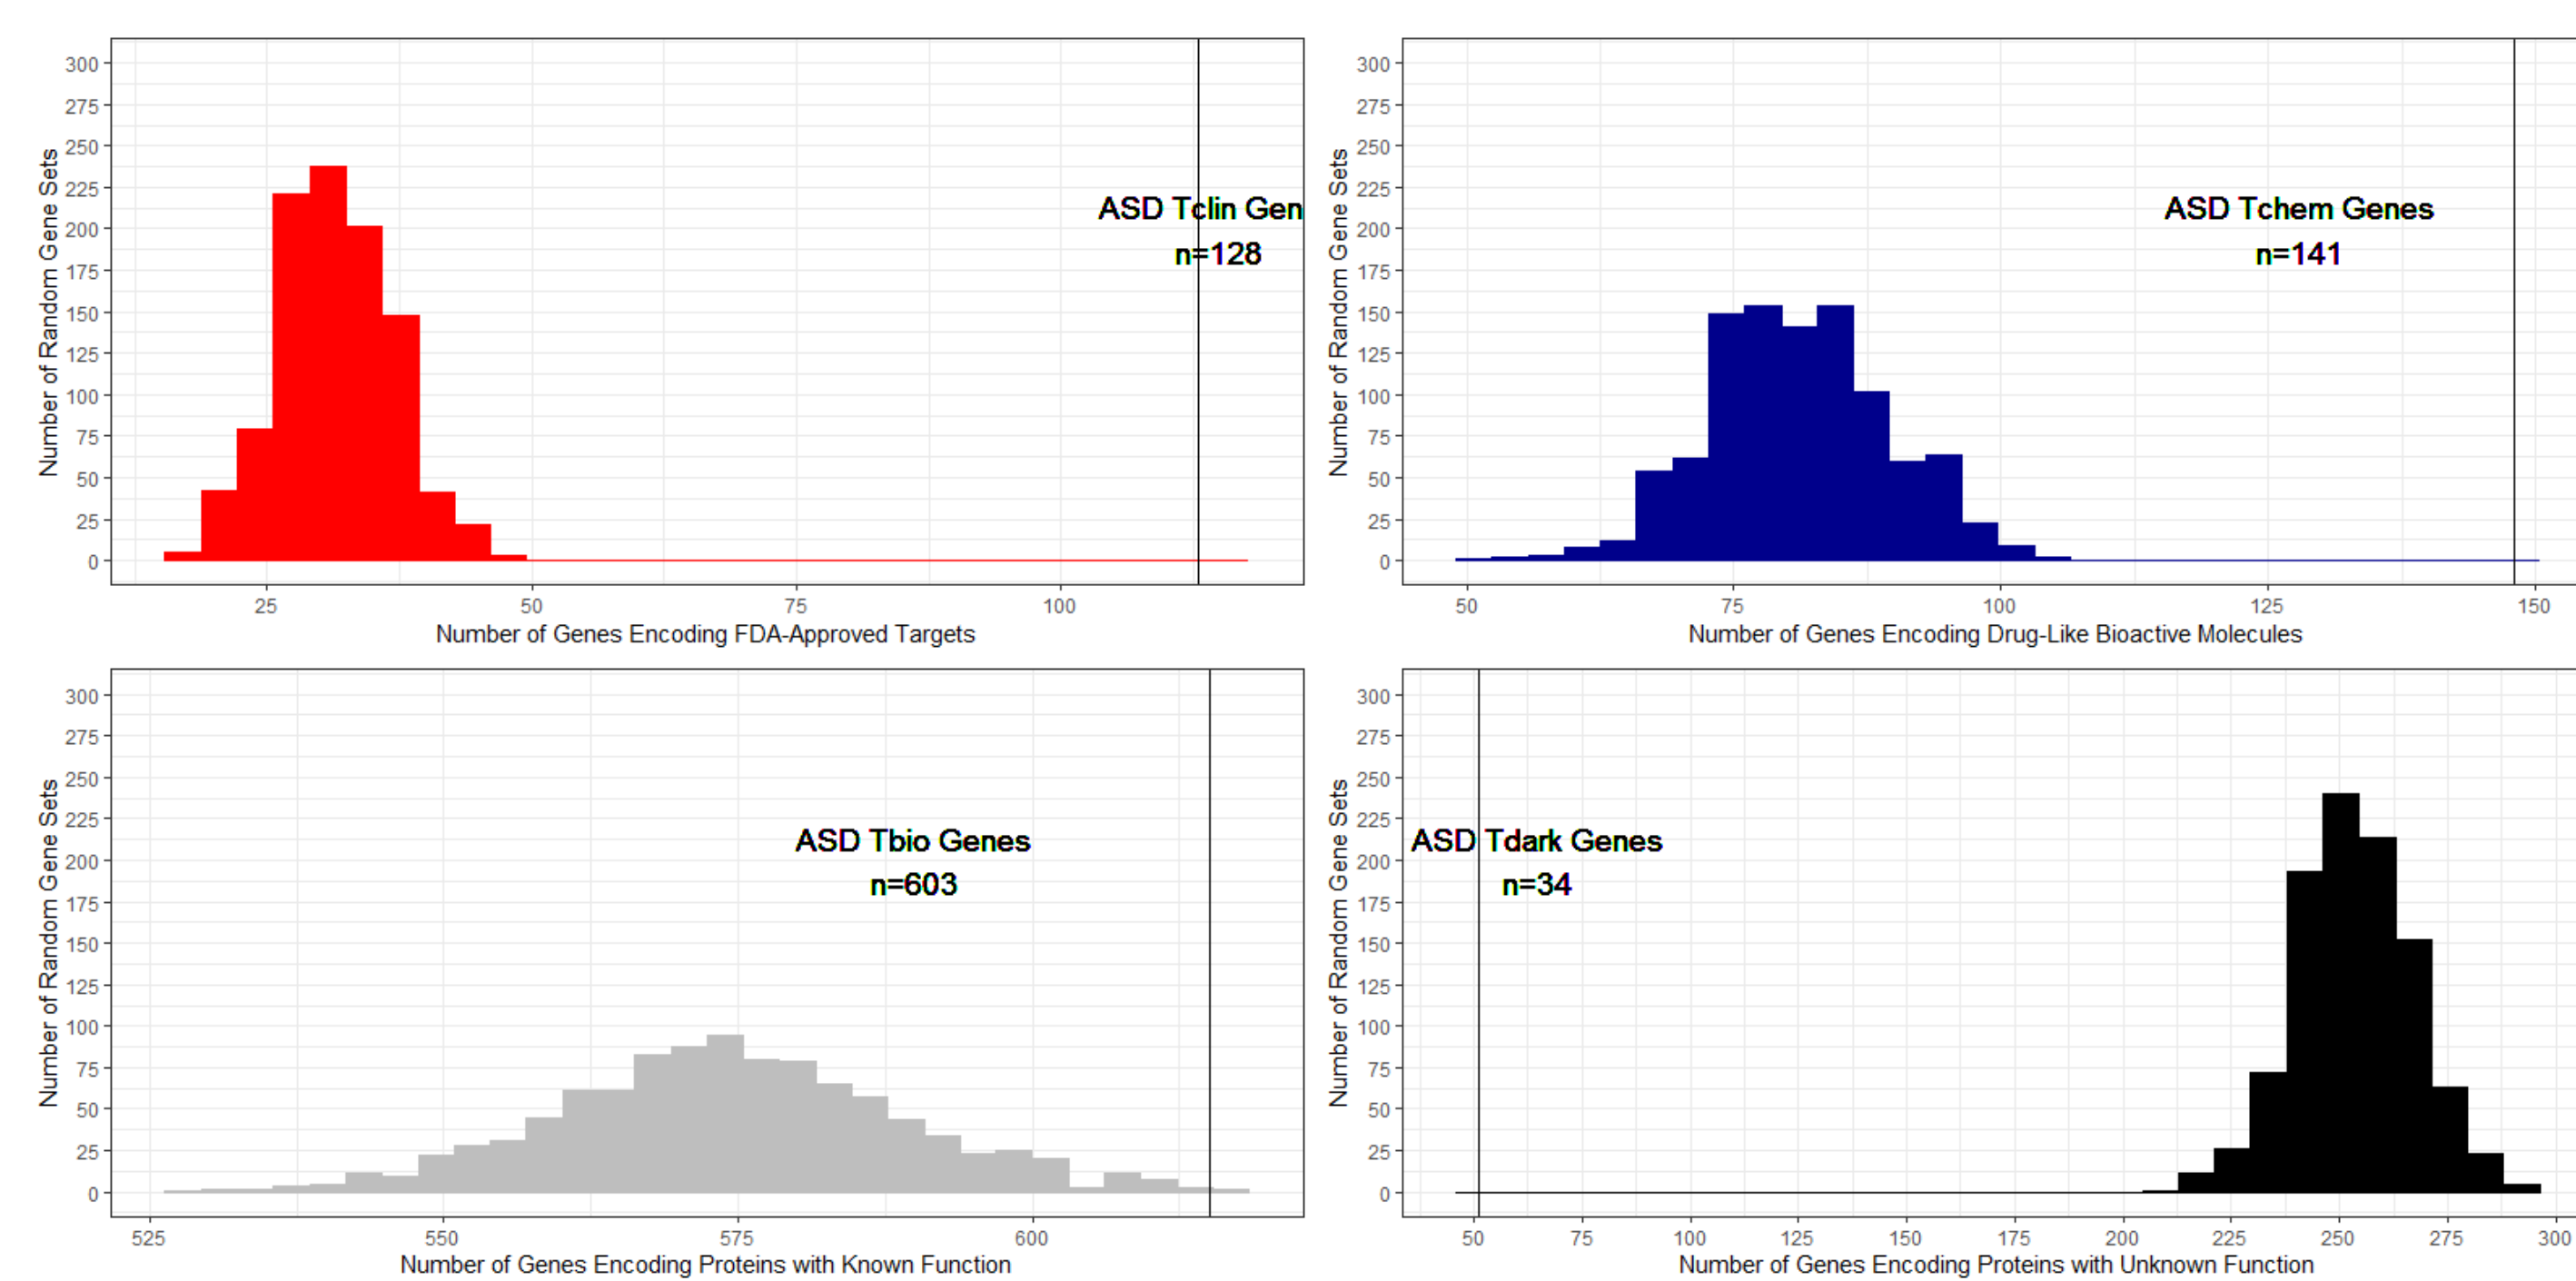 300
275
250
225
200
175
150
125
100
75
50
25
0
Number of Random Gene Sets
ASD Tclin Gen
n=128
25 50 75 100
Number of Genes Encoding FDA-Approved Targets
300
275
250
225
200
175
150
125
100
75
50
25
0
Number of Random Gene Sets
ASD Tchem Genes
n=141
50 75 100 125 150
Number of Genes Encoding Drug-Like Bioactive Molecules
300
275
250
225
200
175
150
125
100
75
50
25
0
Number of Random Gene Sets
ASD Tbio Genes
n=603
525 550 575 600
Number of Genes Encoding Proteins with Known Function
300
275
250
225
200
175
150
125
100
75
50
25
0
Number of Random Gene Sets
ASD Tdark Genes
n=34
50 75 100 125 150 175 200 225 250 275 300
Number of Genes Encoding Proteins with Unknown Function